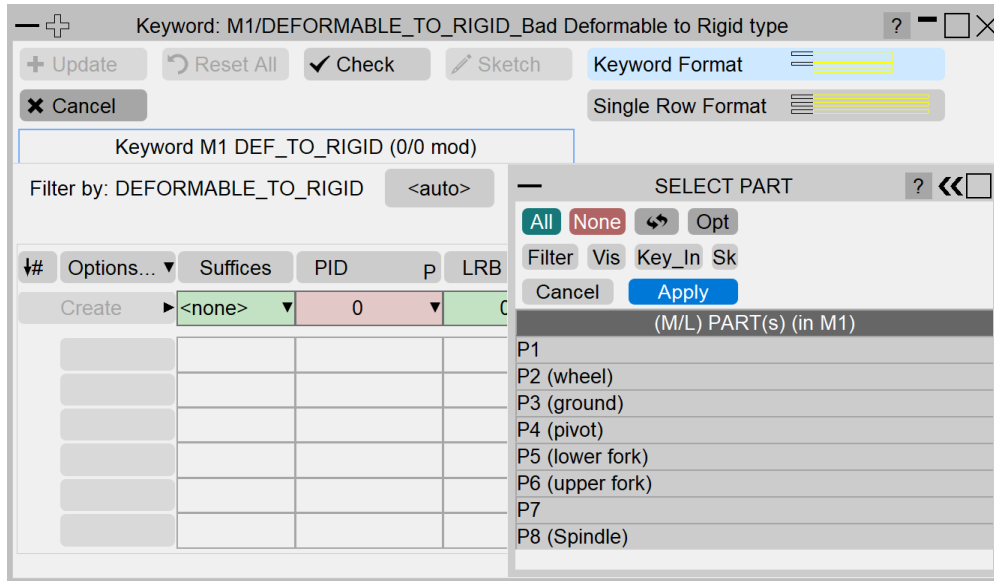 Keyword: M1/DEFORMABLE_TO_RIGID_Bad Deformable to Rigid type ?
Update Reset All Check Sketch Keyword Format
Cancel Single Row Format
Keyword M1 DEF_TO_RIGID (0/0 mod)
Filter by: DEFORMABLE_TO_RIGID <auto>
SELECT PART ?
All None Opt
Filter Vis Key_In Sk
Cancel Apply
(M/L) PART(s) (in M1)
P1
P2 (wheel)
P3 (ground)
P4 (pivot)
P5 (lower fork)
P6 (upper fork)
P7
P8 (Spindle)
# Options... Suffices PID P LRB
Create <none> 0 0